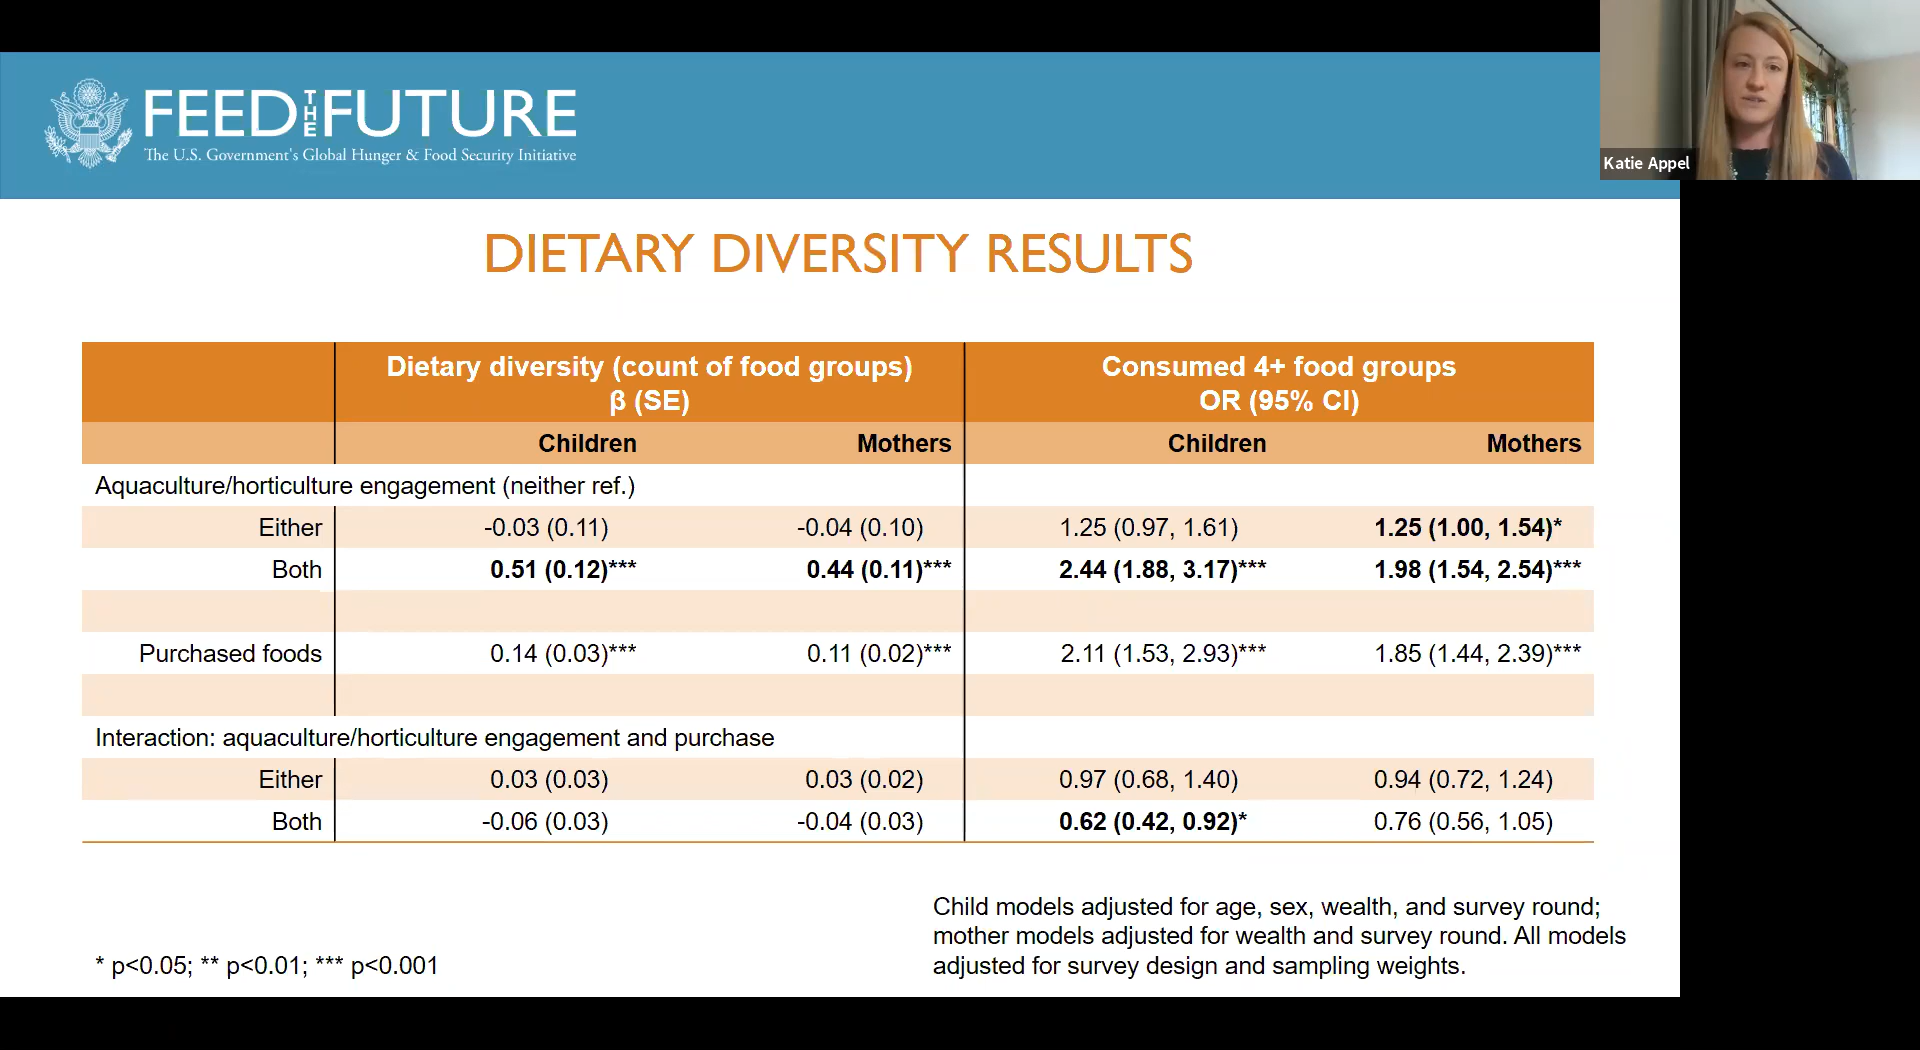 FEED THE FUTURE
The U.S. Government's Global Hunger & Food Security Initiative
Katie Appel
DIETARY DIVERSITY RESULTS
Dietary diversity (count of food groups) β (SE)
Consumed 4+ food groups OR (95% CI)
Children Mothers Children Mothers
Aquaculture/horticulture engagement (neither ref.)
Either -0.03 (0.11) -0.04 (0.10) 1.25 (0.97, 1.61) 1.25 (1.00, 1.54)*
Both 0.51 (0.12)*** 0.44 (0.11)*** 2.44 (1.88, 3.17)*** 1.98 (1.54, 2.54)***
Purchased foods 0.14 (0.03)*** 0.11 (0.02)*** 2.11 (1.53, 2.93)*** 1.85 (1.44, 2.39)***
Interaction: aquaculture/horticulture engagement and purchase
Either 0.03 (0.03) 0.03 (0.02) 0.97 (0.68, 1.40) 0.94 (0.72, 1.24)
Both -0.06 (0.03) -0.04 (0.03) 0.62 (0.42, 0.92)* 0.76 (0.56, 1.05)
Child models adjusted for age, sex, wealth, and survey round;
mother models adjusted for wealth and survey round. All models
adjusted for survey design and sampling weights.
* p<0.05; ** p<0.01; *** p<0.001